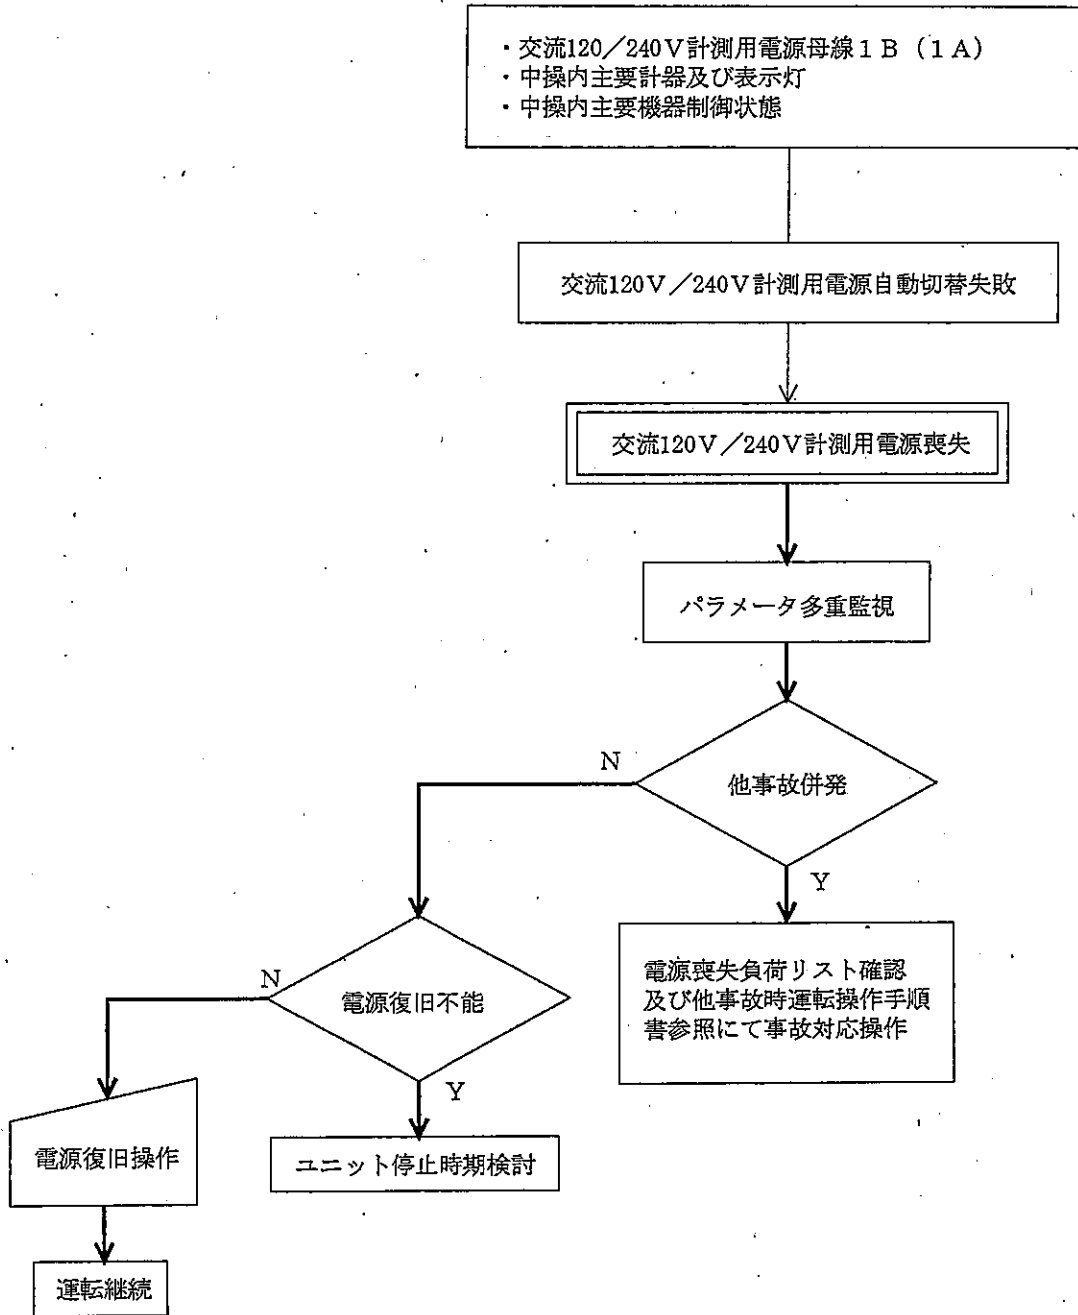 ・交流120／240Ｖ計測用電源母線１Ｂ（１Ａ）
・中操内主要計器及び表示灯
・中操内主要機器制御状態
交流120Ｖ／240Ｖ計測用電源自動切替失敗
交流120Ｖ／240Ｖ計測用電源喪失
パラメータ多重監視
他事故併発
N
Y
電源喪失負荷リスト確認
及び他事故時運転操作手順
書参照にて事故対応操作
電源復旧不能
N
Y
電源復旧操作
ユニット停止時期検討
運転継続